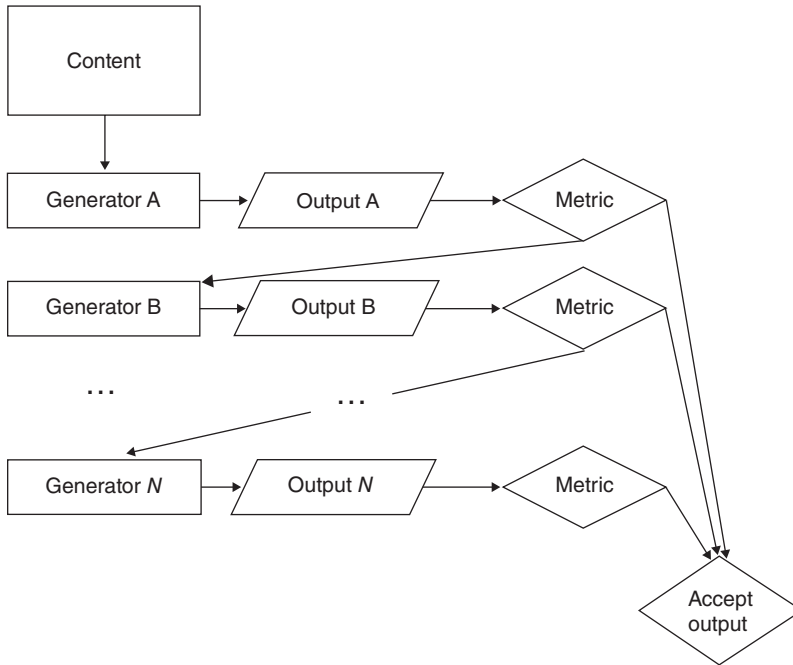 Content
Generator A
Output A
Metric
Generator B
Output B
Metric
...
...
Generator N
Output N
Metric
Accept
output